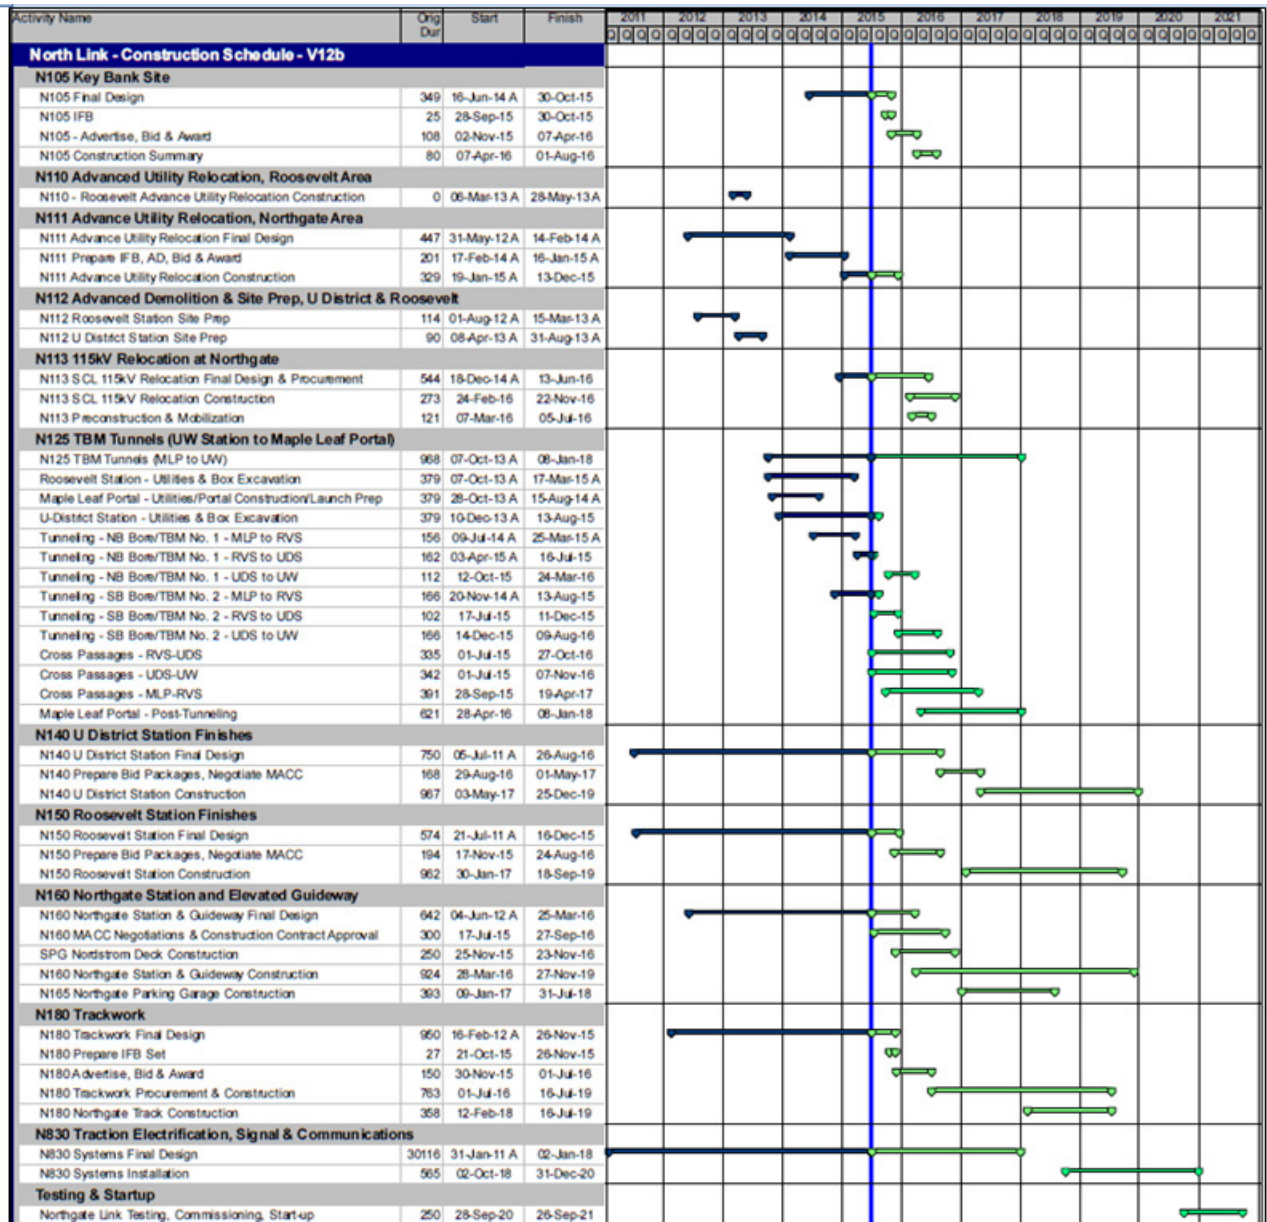 Activity Name Orig Dur Start Finish 2011 2012 2013 2014 2015 2016 2017 2018 2019 2020 2021
Q Q Q Q Q Q Q Q Q Q Q Q Q Q Q Q Q Q Q Q Q Q Q Q Q Q Q Q Q Q Q Q Q Q Q Q Q Q Q Q Q Q Q Q
North Link - Construction Schedule - V12b
N105 Key Bank Site
N105 Final Design 349 16-Jun-14 A 30-Oct-15
N105 IFB 25 28-Sep-15 30-Oct-15
N105 - Advertise, Bid & Award 108 02-Nov-15 07-Apr-16
N105 Construction Summary 80 07-Apr-16 01-Aug-16
N110 Advanced Utility Relocation, Roosevelt Area
N110 - Roosevelt Advance Utility Relocation Construction 0 06-Mar-13 A 28-May-13 A
N111 Advance Utility Relocation, Northgate Area
N111 Advance Utility Relocation Final Design 447 31-May-12 A 14-Feb-14 A
N111 Prepare IFB, AD, Bid & Award 201 17-Feb-14 A 16-Jan-15 A
N111 Advance Utility Relocation Construction 329 19-Jan-15 A 13-Dec-15
N112 Advanced Demolition & Site Prep, U District & Roosevelt
N112 Roosevelt Station Site Prep 114 01-Aug-12 A 15-Mar-13 A
N112 U District Station Site Prep 90 08-Apr-13 A 31-Aug-13 A
N113 115kV Relocation at Northgate
N113 SCL 115kV Relocation Final Design & Procurement 544 18-Dec-14 A 13-Jun-16
N113 SCL 115kV Relocation Construction 273 24-Feb-16 22-Nov-16
N113 Preconstruction & Mobilization 121 07-Mar-16 05-Jul-16
N125 TBM Tunnels (UW Station to Maple Leaf Portal)
N125 TBM Tunnels (MLP to UW) 968 07-Oct-13 A 08-Jan-18
Roosevelt Station - Utilities & Box Excavation 379 07-Oct-13 A 17-Mar-15 A
Maple Leaf Portal - Utilities/Portal Construction/Launch Prep 379 28-Oct-13 A 15-Aug-14 A
U-District Station - Utilities & Box Excavation 379 10-Dec-13 A 13-Aug-15
Tunneling - NB Bore/TBM No. 1 - MLP to RVS 156 09-Jul-14 A 25-Mar-15 A
Tunneling - NB Bore/TBM No. 1 - RVS to UDS 162 03-Apr-15 A 16-Jul-15
Tunneling - NB Bore/TBM No. 1 - UDS to UW 112 12-Oct-15 24-Mar-16
Tunneling - SB Bore/TBM No. 2 - MLP to RVS 166 20-Nov-14 A 13-Aug-15
Tunneling - SB Bore/TBM No. 2 - RVS to UDS 102 17-Jul-15 11-Dec-15
Tunneling - SB Bore/TBM No. 2 - UDS to UW 166 14-Dec-15 09-Aug-16
Cross Passages - RVS-UDS 335 01-Jul-15 27-Oct-16
Cross Passages - UDS-UW 342 01-Jul-15 07-Nov-16
Cross Passages - MLP-RVS 391 28-Sep-15 19-Apr-17
Maple Leaf Portal - Post-Tunneling 621 28-Apr-16 08-Jan-18
N140 U District Station Finishes
N140 U District Station Final Design 750 05-Jul-11 A 26-Aug-16
N140 Prepare Bid Packages, Negotiate MACC 168 29-Aug-16 01-May-17
N140 U District Station Construction 967 03-May-17 25-Dec-19
N150 Roosevelt Station Finishes
N150 Roosevelt Station Final Design 574 21-Jul-11 A 16-Dec-15
N150 Prepare Bid Packages, Negotiate MACC 194 17-Nov-15 24-Aug-16
N150 Roosevelt Station Construction 962 30-Jan-17 18-Sep-19
N160 Northgate Station and Elevated Guideway
N160 Northgate Station & Guideway Final Design 642 04-Jun-12 A 25-Mar-16
N160 MACC Negotiations & Construction Contract Approval 300 17-Jul-15 27-Sep-16
SPG Nordstrom Deck Construction 250 25-Nov-15 23-Nov-16
N160 Northgate Station & Guideway Construction 924 28-Mar-16 27-Nov-19
N165 Northgate Parking Garage Construction 393 09-Jan-17 31-Jul-18
N180 Trackwork
N180 Trackwork Final Design 950 16-Feb-12 A 26-Nov-15
N180 Prepare IFB Set 27 21-Oct-15 26-Nov-15
N180 Advertise, Bid & Award 150 30-Nov-15 01-Jul-16
N180 Trackwork Procurement & Construction 763 01-Jul-16 16-Jul-19
N180 Northgate Track Construction 358 12-Feb-18 16-Jul-19
N830 Traction Electrification, Signal & Communications
N830 Systems Final Design 30116 31-Jan-11 A 02-Jan-18
N830 Systems Installation 565 02-Oct-18 31-Dec-20
Testing & Startup
Northgate Link Testing, Commissioning, Start-up 250 28-Sep-20 26-Sep-21